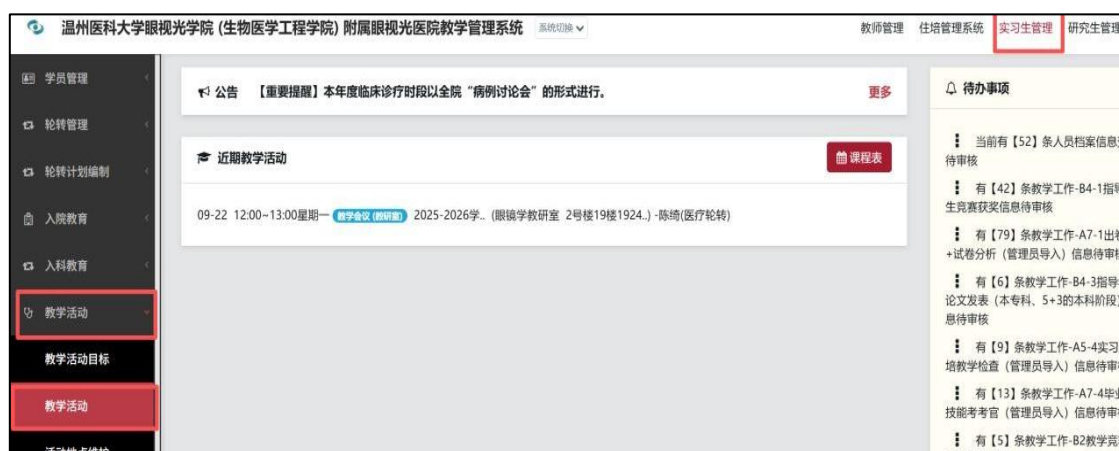 温州医科大学眼视光学院 (生物医学工程学院) 附属眼视光医院教学管理系统
系统切换
教师管理
住培管理系统
实习生管理
研究生管理
学员管理
轮转管理
轮转计划编制
入院教育
入科教育
教学活动
教学活动目标
教学活动
活动地点维护
公告 【重要提醒】本年度临床诊疗时段以全院“病例讨论会”的形式进行。
更多
近期教学活动
课程表
09-22 12:00~13:00星期一 教学会议(教研室) 2025-2026学.. (眼镜学教研室 2号楼19楼1924..) -陈绮(医疗轮转)
待办事项
当前有【52】条人员档案信息
待审核
有【42】条教学工作-B4-1指导
生竞赛获奖信息待审核
有【79】条教学工作-A7-1出卷
+试卷分析（管理员导入）信息待审
有【6】条教学工作-B4-3指导
论文发表（本专科、5+3的本科阶段）
息待审核
有【9】条教学工作-A5-4实习
培教学检查（管理员导入）信息待审
有【13】条教学工作-A7-4毕业
技能考考官（管理员导入）信息待审
有【5】条教学工作-B2教学竞